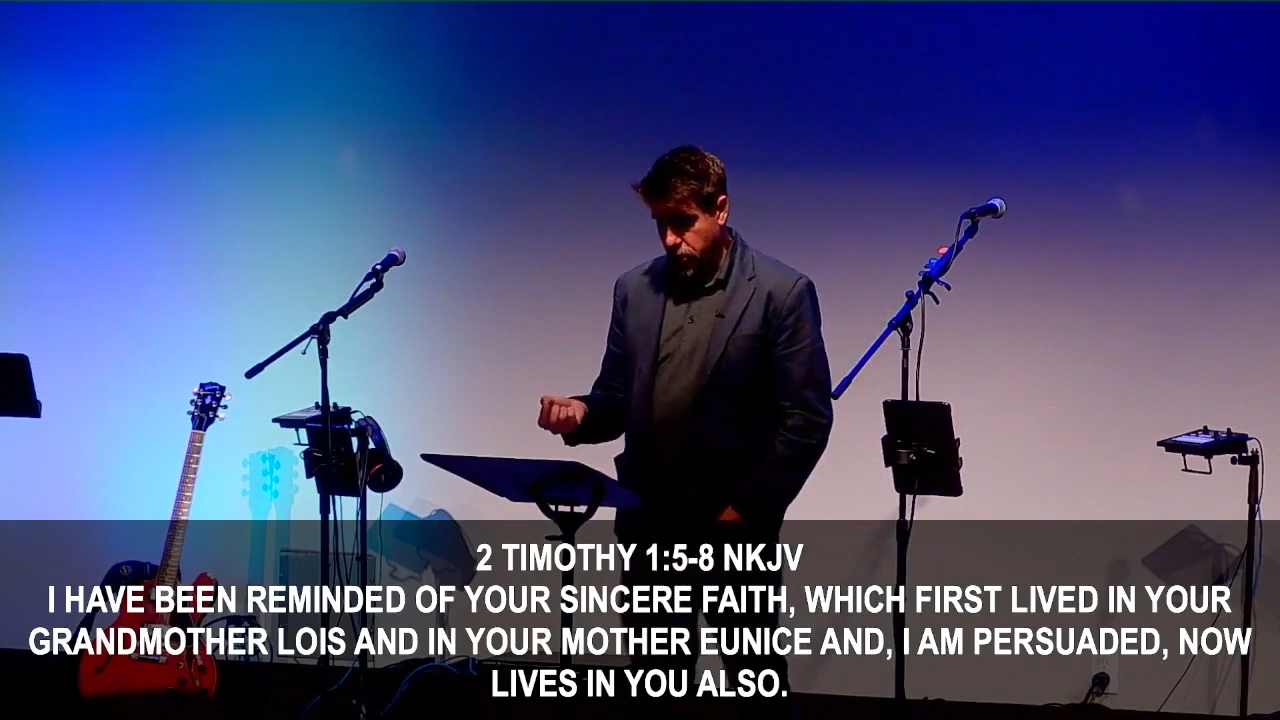 2 TIMOTHY 1:5-8 NKJV
I HAVE BEEN REMINDED OF YOUR SINCERE FAITH, WHICH FIRST LIVED IN YOUR
GRANDMOTHER LOIS AND IN YOUR MOTHER EUNICE AND, I AM PERSUADED, NOW
LIVES IN YOU ALSO.